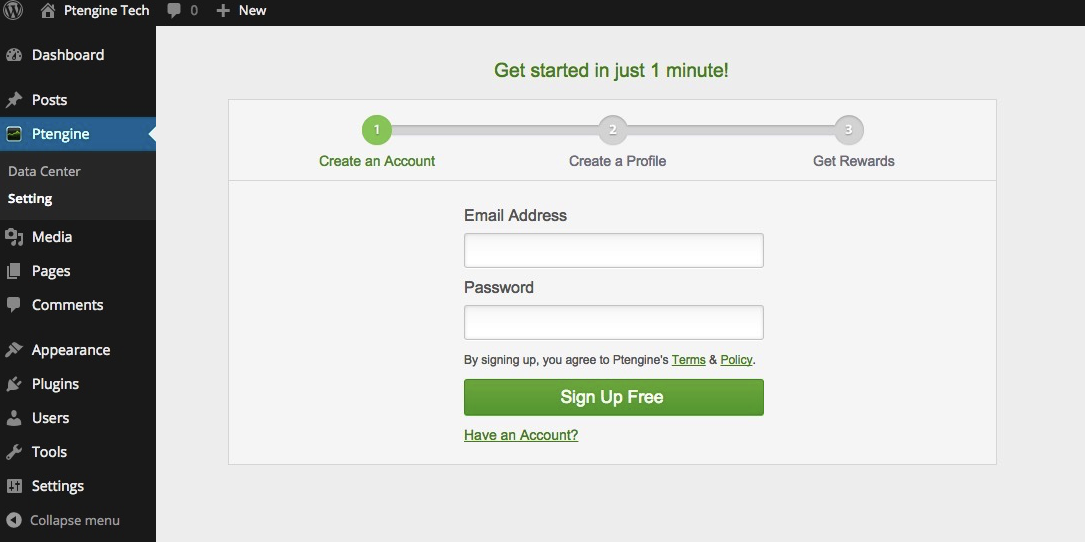 Ptengine Tech 0 New
Dashboard
Posts
Ptengine
Data Center
Setting
Media
Pages
Comments
Appearance
Plugins
Users
Tools
Settings
Collapse menu
Get started in just 1 minute!
1 2 3
Create an Account Create a Profile Get Rewards
Email Address
Password
By signing up, you agree to Ptengine's Terms & Policy.
Sign Up Free
Have an Account?